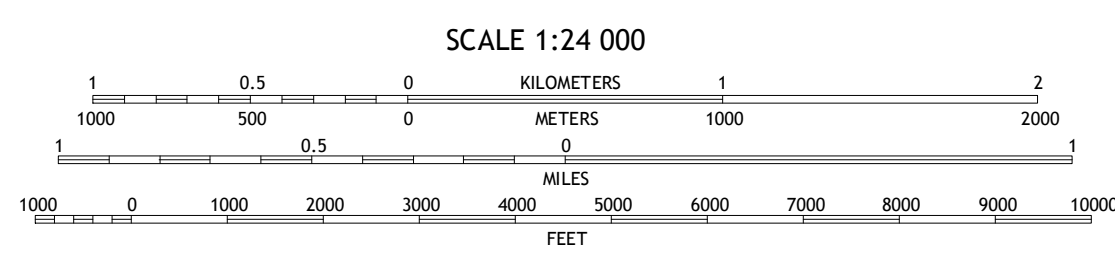 SCALE 1:24 000
1 0.5 0 KILOMETERS 1 2
1000 500 0 METERS 1000 2000
1 0.5 0 1
MILES
1000 0 1000 2000 3000 4000 5000 6000 7000 8000 9000 10000
FEET